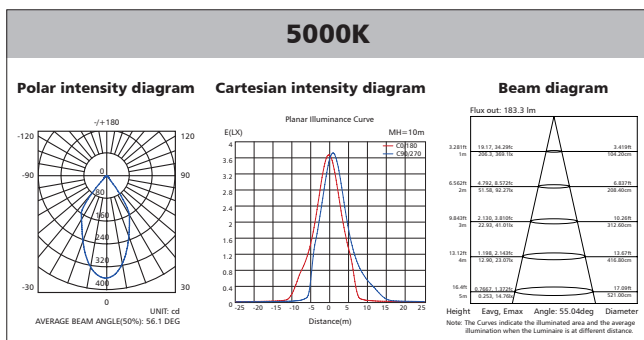 5000K
Polar intensity diagram
Cartesian intensity diagram
Beam diagram
-/+180
-120
120
-90
90
0
80
160
240
320
400
-30
30
0
UNIT: cd
AVERAGE BEAM ANGLE(50%): 56.1 DEG
Planar Illuminance Curve
E(LX)
MH=10m
C0/180
C90/270
4
3.6
3.2
2.8
2.4
2
1.6
1.2
0.8
0.4
0
-25 -20 -15 -10 -5 0 5 10 15 20 25
Distance(m)
Flux out: 183.3 lm
3.281ft 19.17, 34.29fc 3.419ft
1m 206.3, 369.1lx 104.20cm
6.562ft 4.792, 8.572fc 6.837ft
2m 51.58, 92.27lx 208.40cm
9.843ft 2.130, 3.819fc 10.26ft
3m 22.93, 41.01lx 312.60cm
13.12ft 1.198, 2.143fc 13.67ft
4m 12.90, 23.07lx 416.80cm
16.4ft 0.7667, 1.372fc 17.09ft
5m 0.253, 14.76lx 521.00cm
Height Eavg, Emax Angle: 55.04deg Diameter
Note: The Curves indicate the illuminated area and the average
illumination when the Luminaire is at different distance.